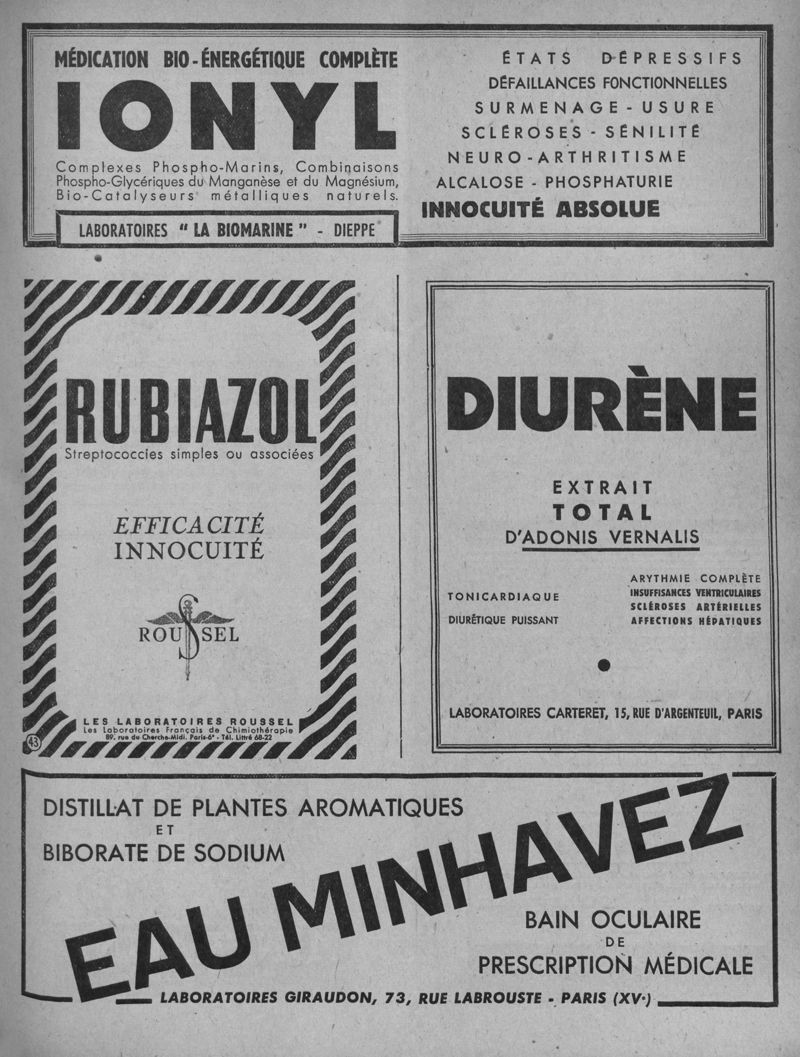 MÉDICATION BIO-ÉNERGÉTIQUE COMPLÈTE
IONYL
Complexes Phospho-Marins, Combinaisons
Phospho-Glycériques du Manganèse et du Magnésium,
Bio-Catalyseurs métalliques naturels.
LABORATOIRES " LA BIOMARINE " - DIEPPE
ÉTATS DÉPRESSIFS
DÉFAILLANCES FONCTIONNELLES
SURMENAGE - USURE
SCLÉROSES - SÉNILITÉ
NEURO-ARTHRITISME
ALCALOSE - PHOSPHATURIE
INNOCUITÉ ABSOLUE
RUBIAZOL
Streptococcies simples ou associées
EFFICACITÉ
INNOCUITÉ
ROUSSEL
LES LABORATOIRES ROUSSEL
Les Laboratoires Français de Chimiothérapie
89, rue du Cherche-Midi. Paris-6e - Tél. Littré 68-22
43
DIURÈNE
EXTRAIT
TOTAL
D'ADONIS VERNALIS
TONICARDIAQUE
DIURÉTIQUE PUISSANT
ARYTHMIE COMPLÈTE
INSUFFISANCES VENTRICULAIRES
SCLÉROSES ARTÉRIELLES
AFFECTIONS HÉPATIQUES
LABORATOIRES CARTERET, 15, RUE D'ARGENTEUIL, PARIS
DISTILLAT DE PLANTES AROMATIQUES
ET
BIBORATE DE SODIUM
EAU MINHAVEZ
BAIN OCULAIRE
DE
PRESCRIPTION MÉDICALE
LABORATOIRES GIRAUDON, 73, RUE LABROUSTE - PARIS (XVe)